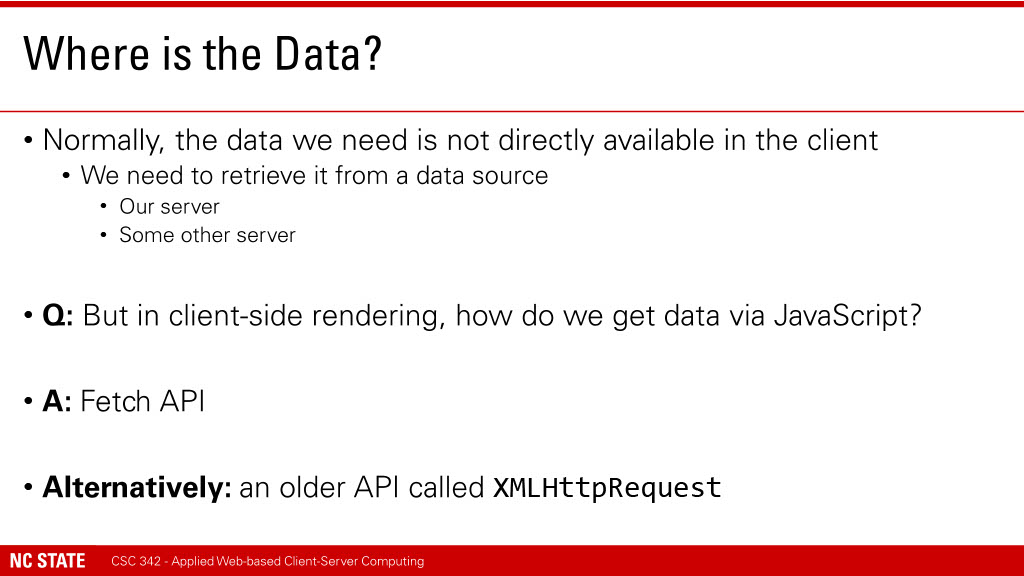 Where is the Data?
• Normally, the data we need is not directly available in the client
• We need to retrieve it from a data source
• Our server
• Some other server
• Q: But in client-side rendering, how do we get data via JavaScript?
• A: Fetch API
• Alternatively: an older API called XMLHttpRequest
NC STATE CSC 342 - Applied Web-based Client-Server Computing